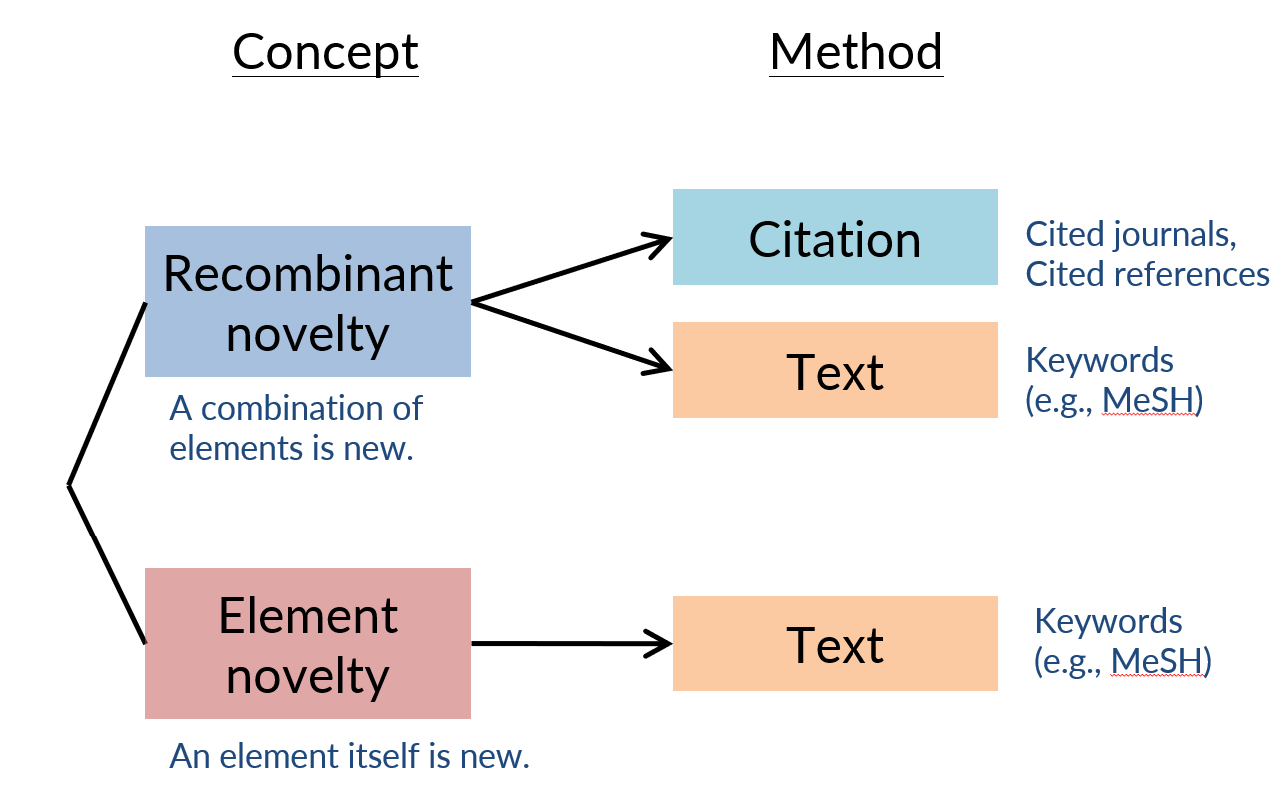 Concept
Method
Recombinant
novelty
A combination of
elements is new.
Citation
Cited journals,
Cited references
Text
Keywords
(e.g., MeSH)
Element
novelty
An element itself is new.
Text
Keywords
(e.g., MeSH)